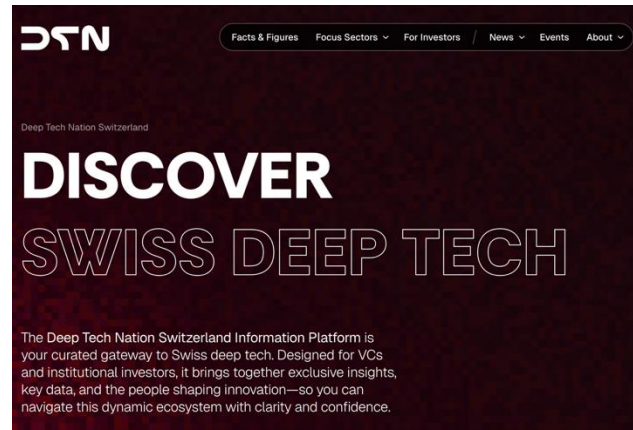 DTN
Facts & Figures Focus Sectors For Investors / News Events About
Deep Tech Nation Switzerland
DISCOVER
SWISS DEEP TECH
The Deep Tech Nation Switzerland Information Platform is
your curated gateway to Swiss deep tech. Designed for VCs
and institutional investors, it brings together exclusive insights,
key data, and the people shaping innovation—so you can
navigate this dynamic ecosystem with clarity and confidence.